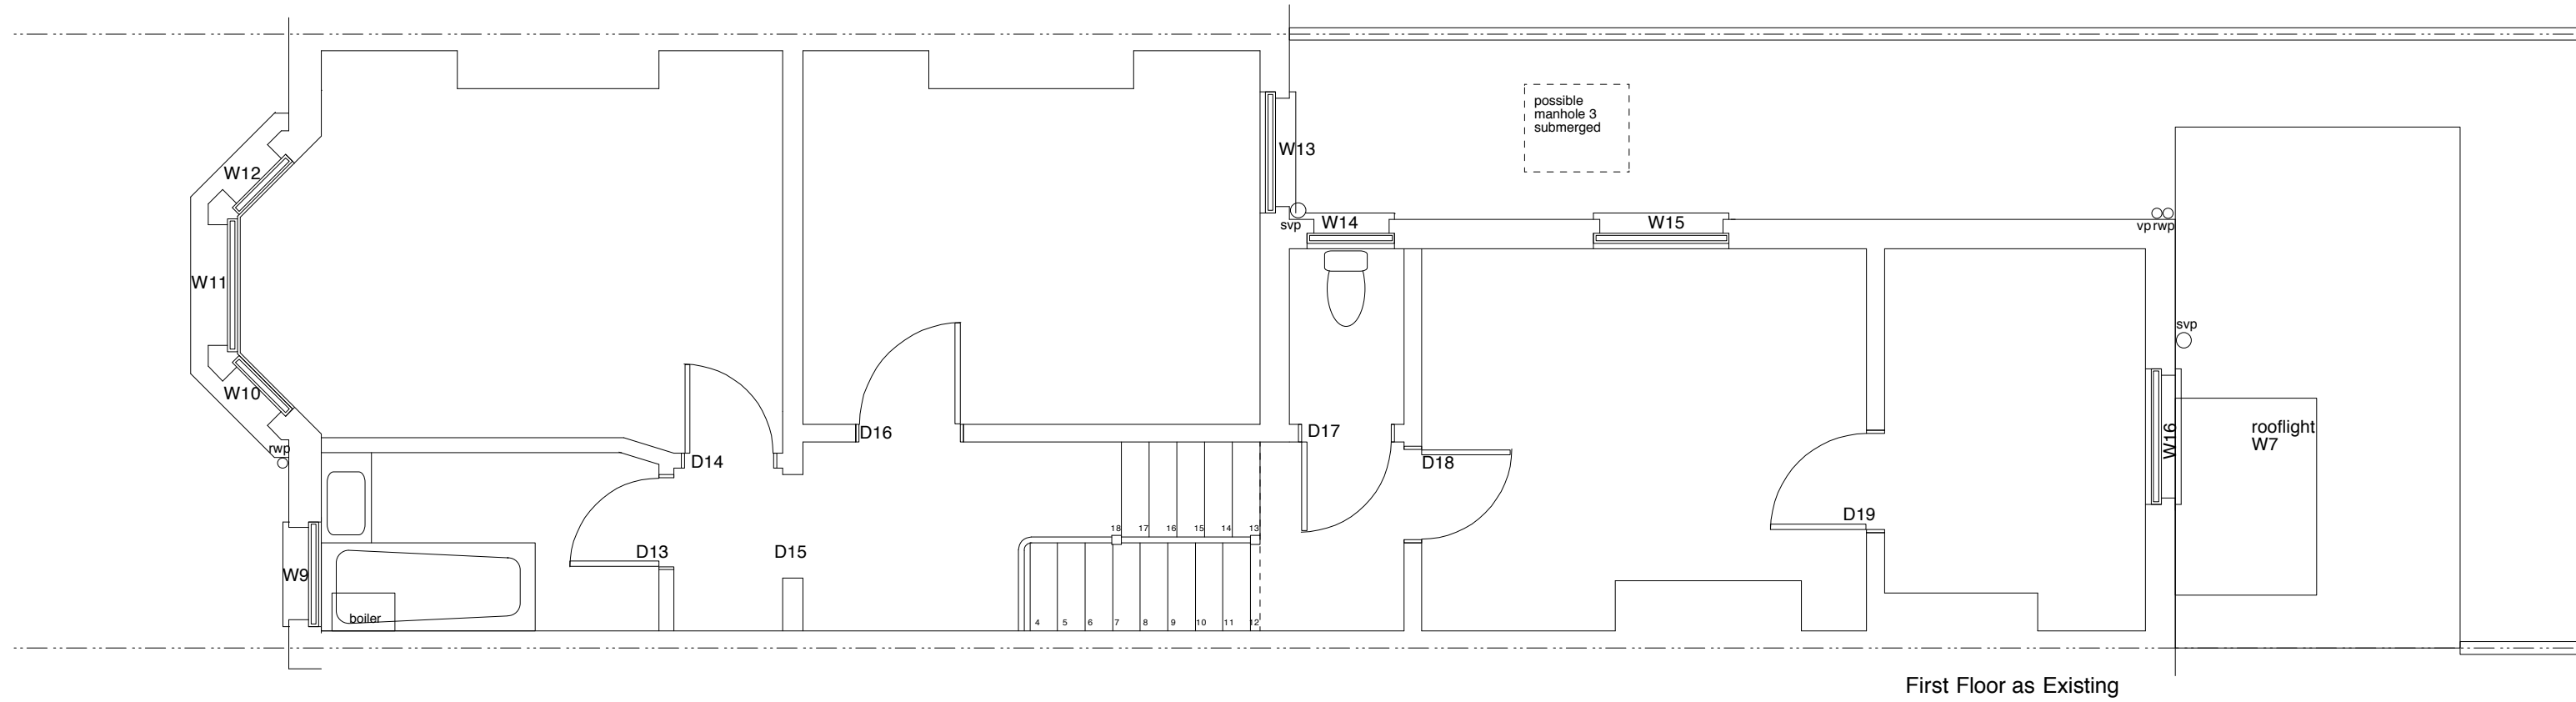 possible
manhole 3
submerged
W13
W12
svp
W14
W15
vp rwp
W11
svp
W10
D16
D17
rooflight
W7
W16
rwp
D14
D18
D19
18 17 16 15 14 13
D13
D15
W9
boiler
4 5 6 7 8 9 10 11 12
First Floor as Existing